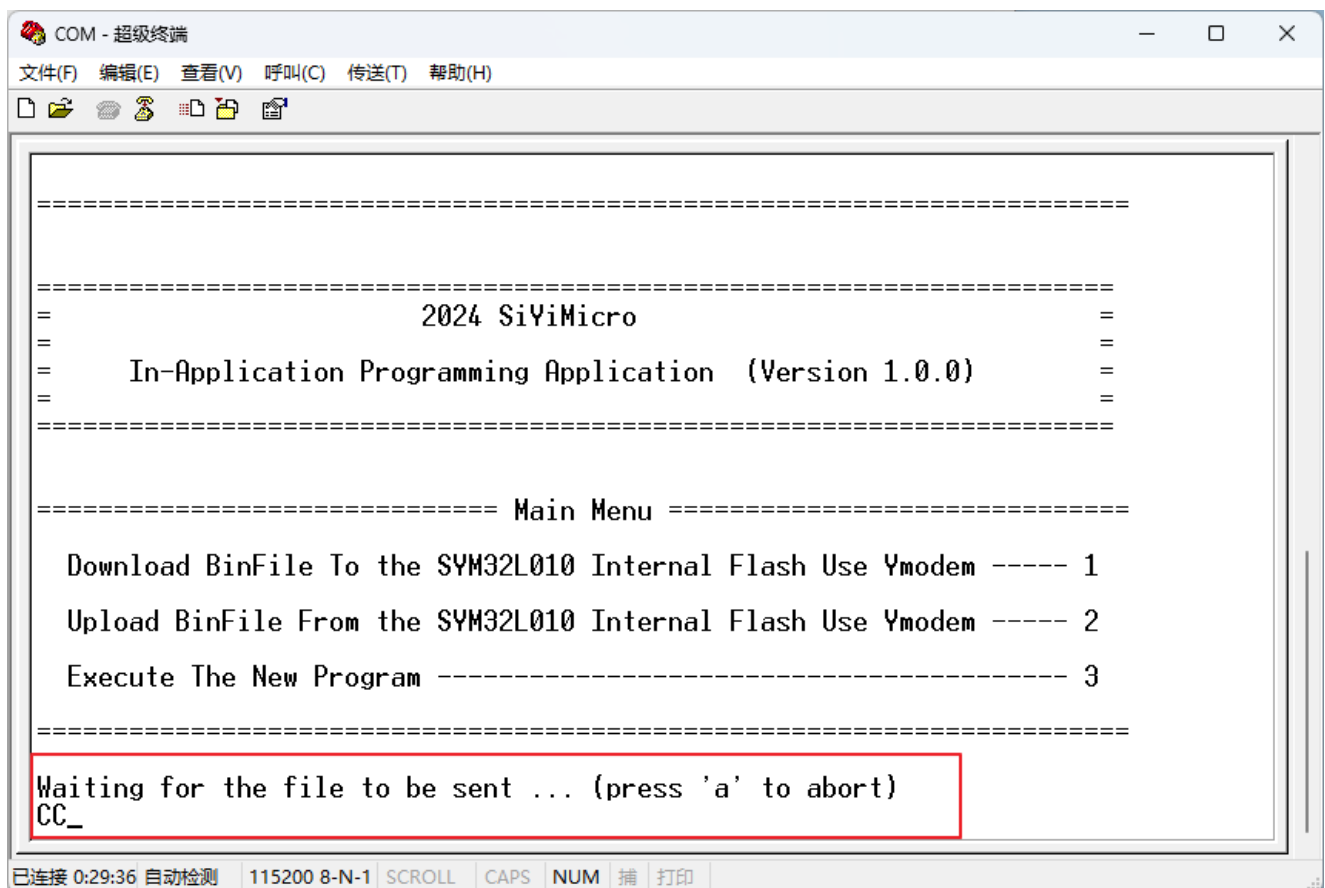 COM - 超级终端
文件(F) 编辑(E) 查看(V) 呼叫(C) 传送(T) 帮助(H)
=======================================================================
======================================================================
= 2024 SiYiMicro =
= =
= In-Application Programming Application (Version 1.0.0) =
= =
======================================================================
============================== Main Menu ==============================
Download BinFile To the SYM32L010 Internal Flash Use Ymodem ----- 1
Upload BinFile From the SYM32L010 Internal Flash Use Ymodem ----- 2
Execute The New Program ----------------------------------------- 3
=======================================================================
Waiting for the file to be sent ... (press 'a' to abort)
CC_
已连接 0:29:36 自动检测 115200 8-N-1 SCROLL CAPS NUM 捕 打印